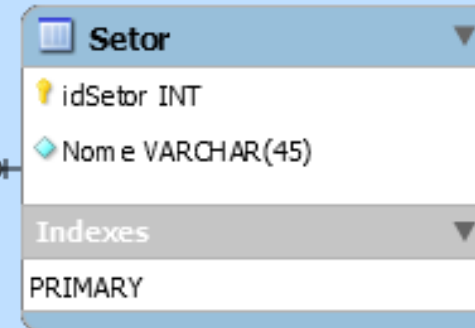 Setor
idSetor INT
Nome VARCHAR(45)
Indexes
PRIMARY